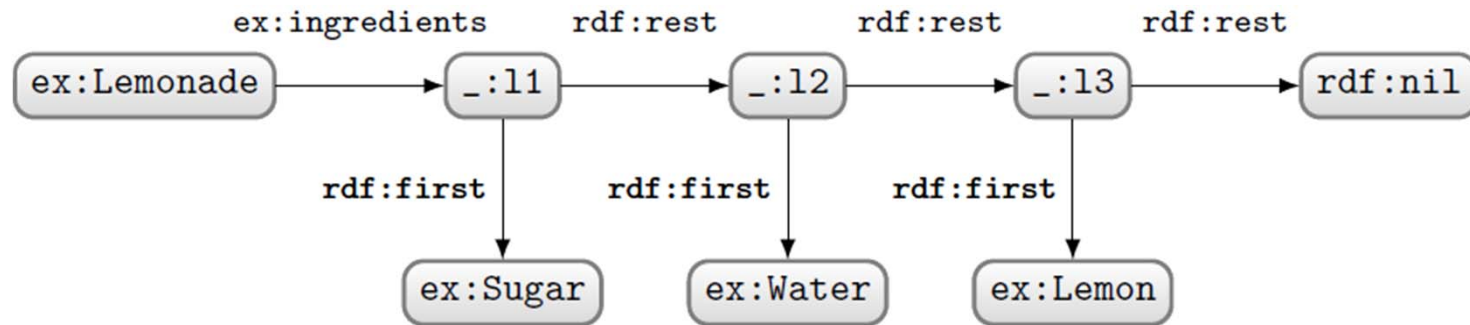 ex:ingredients rdf:rest rdf:rest rdf:rest
ex:Lemonade _:l1 _:l2 _:l3 rdf:nil
rdf:first rdf:first rdf:first
ex:Sugar ex:Water ex:Lemon